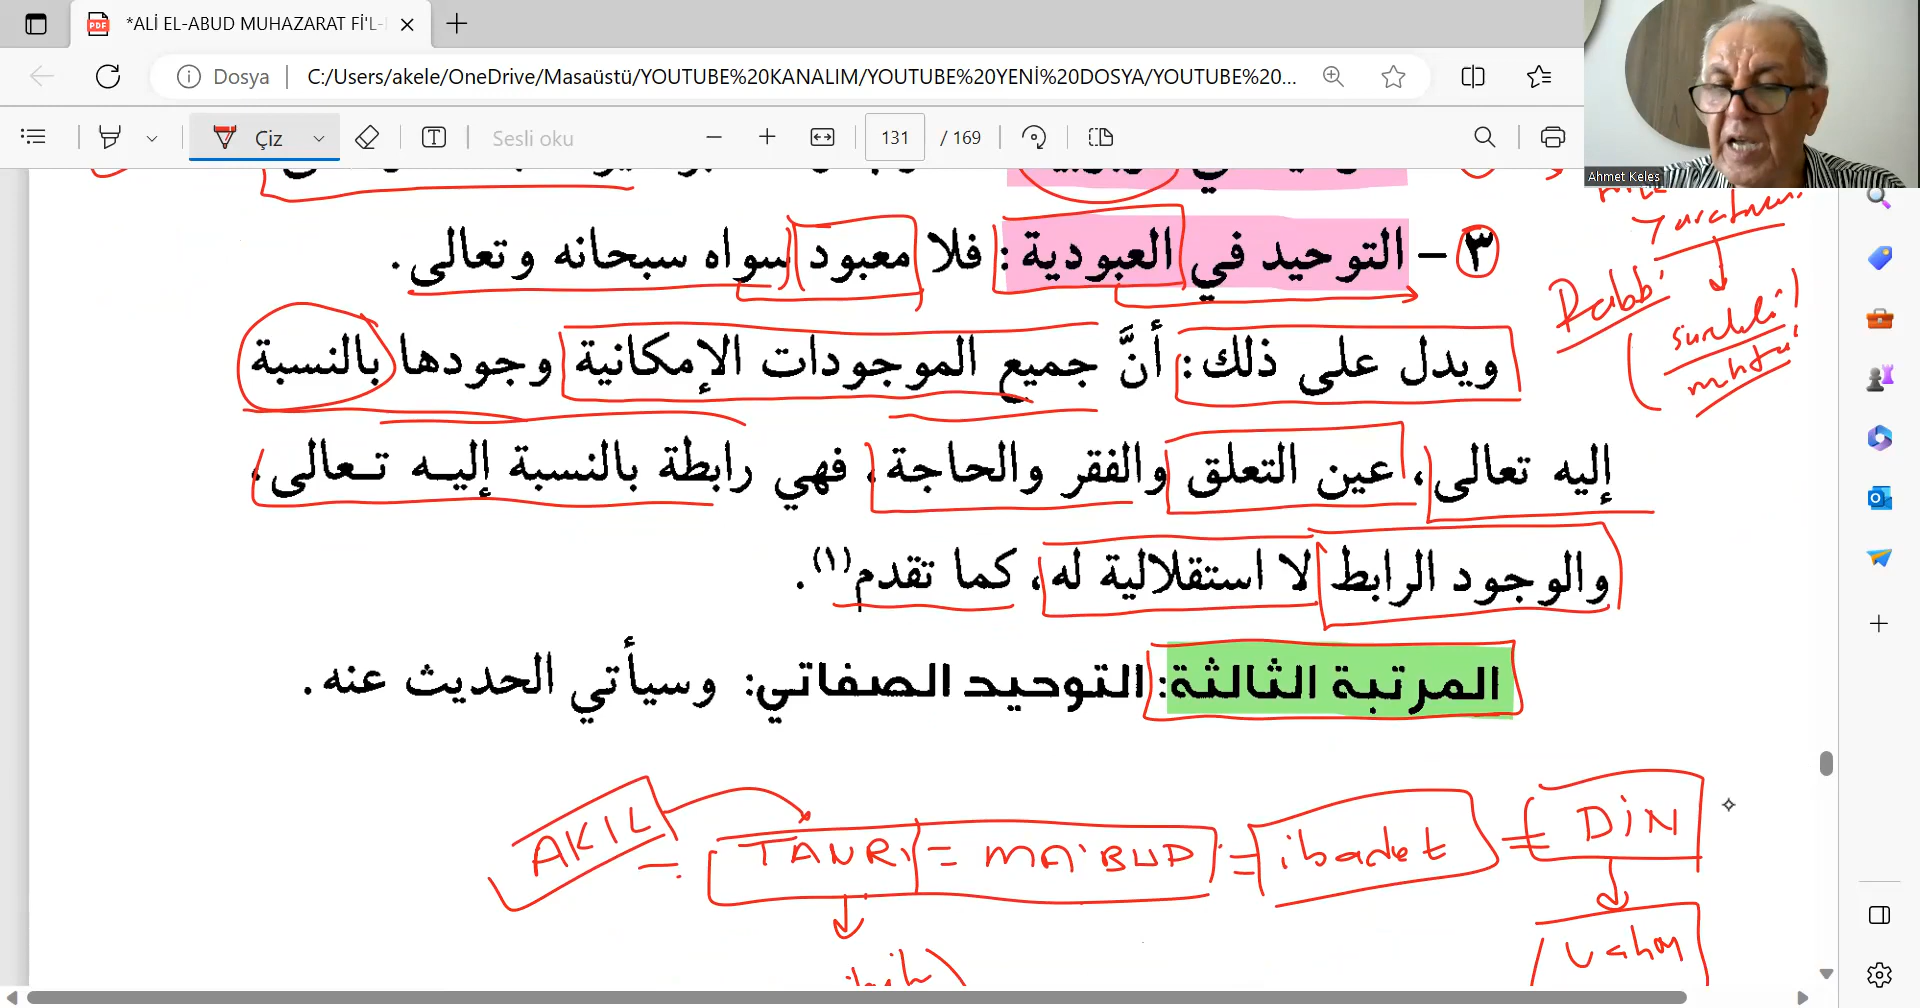 *ALİ EL-ABUD MUHAZARAT Fİ'L-
Dosya
C:/Users/akele/OneDrive/Masaüstü/YOUTUBE%20KANALIM/YOUTUBE%20YENİ%20DOSYA/YOUTUBE%20...
Çiz
Sesli oku
131 / 169
Ahmet Keles
٣ – التوحيد في العبودية: فلا معبود سواه سبحانه وتعالى.
ويدل على ذلك: أنَّ جميع الموجودات الإمكانية وجودها بالنسبة
إليه تعالى، عين التعلق والفقر والحاجة، فهي رابطة بالنسبة إليه تعالى،
والوجود الرابط لا استقلالية له، كما تقدم(١).
المرتبة الثالثة: التوحيد الصفاتي: وسيأتي الحديث عنه.
Rabbi
AKIL = TANRI = MA'BUD = ibadet = DİN
Vahy